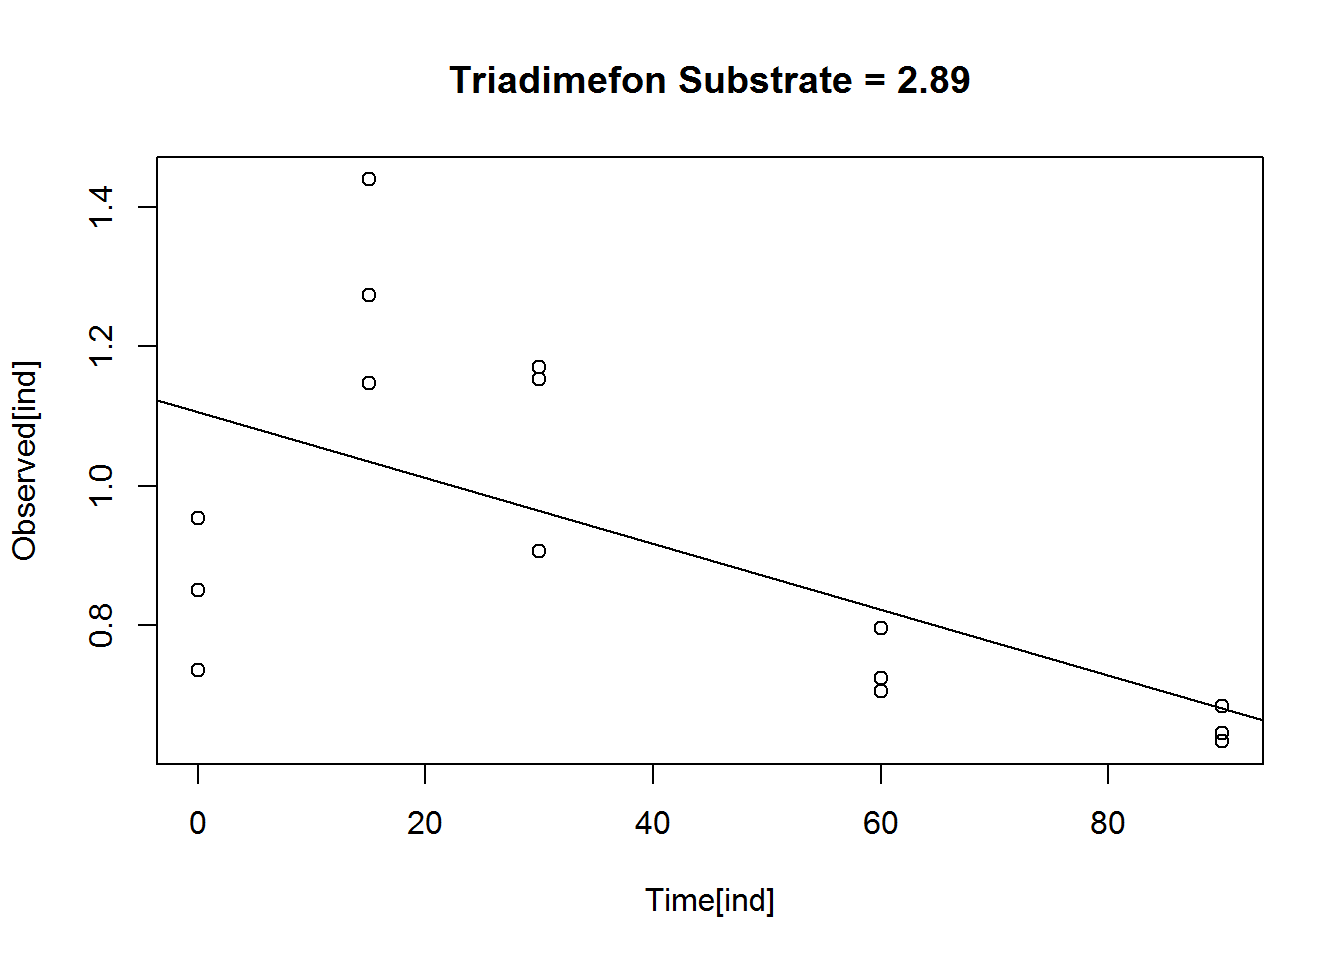 Triadimefon Substrate = 2.89
Observed[ind]
1.4
1.2
1.0
0.8
0 20 40 60 80
Time[ind]